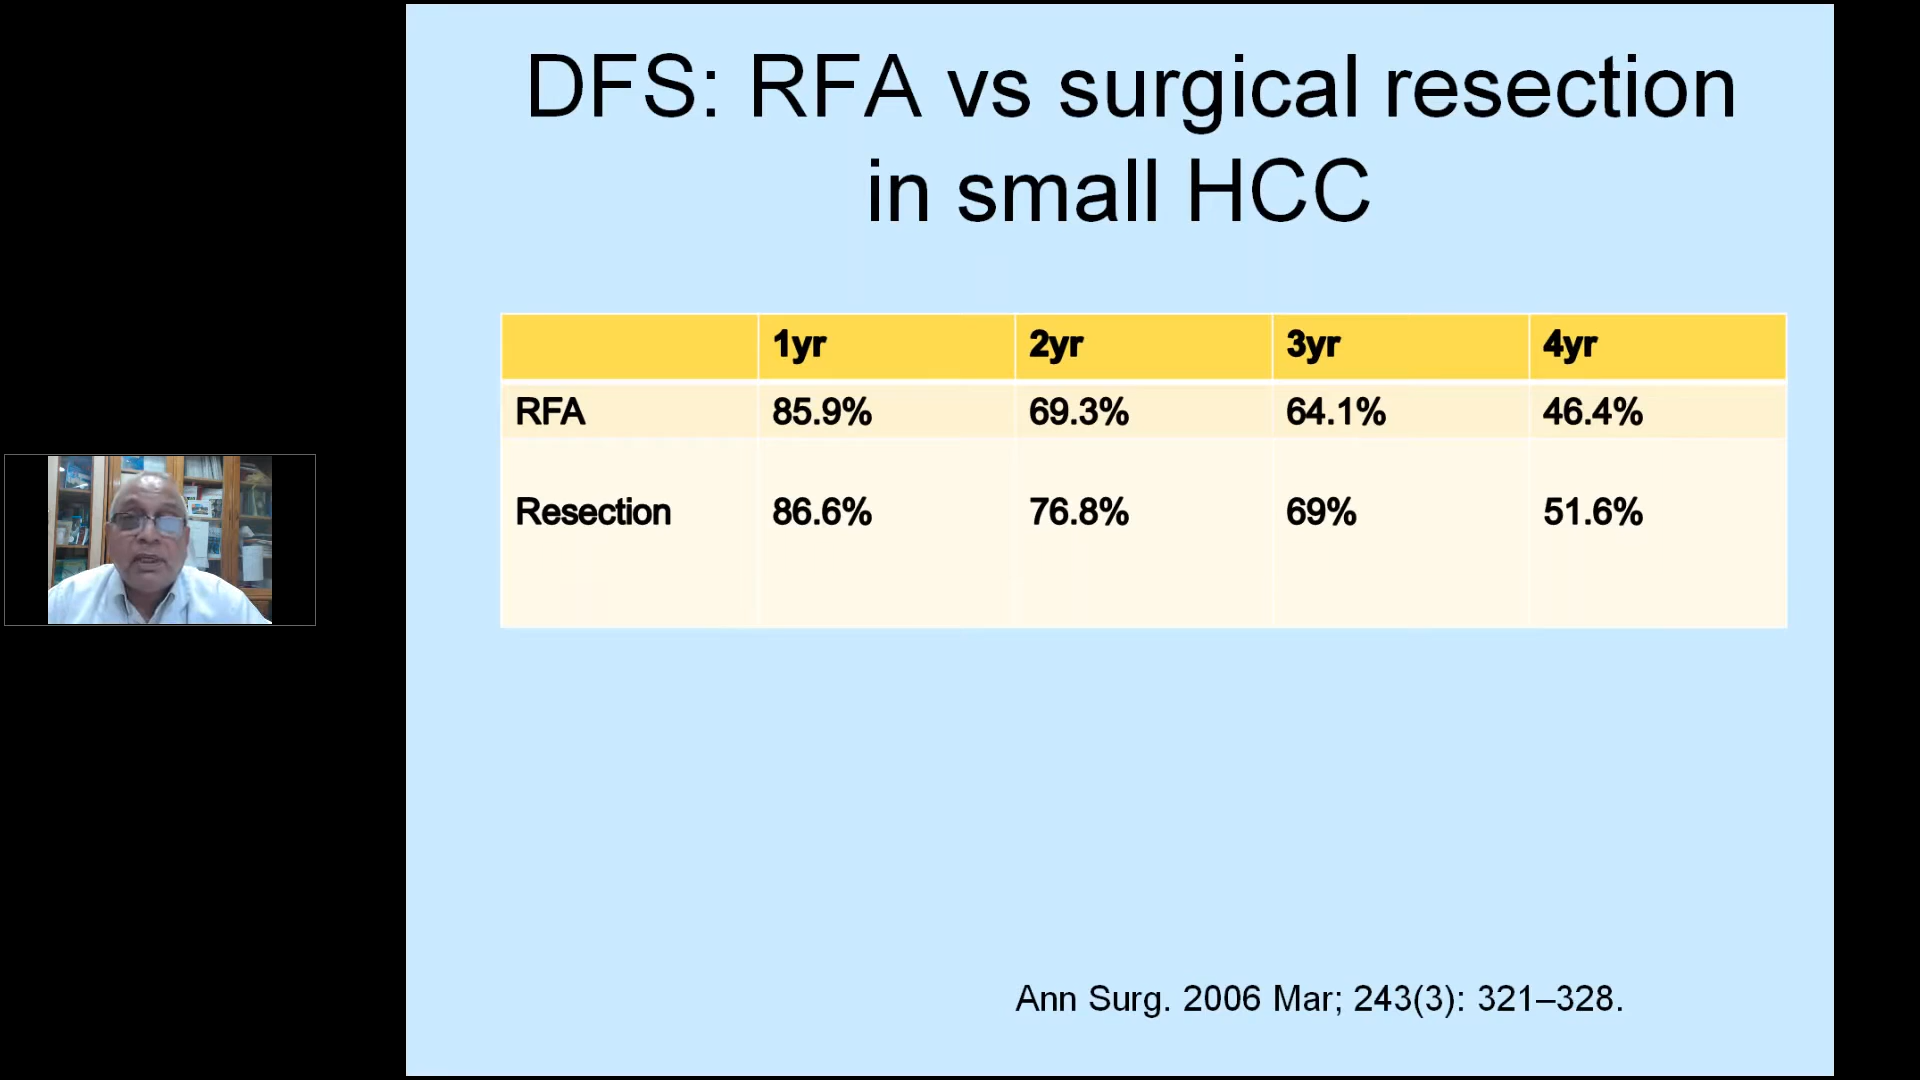 DFS: RFA vs surgical resection
in small HCC
1yr 2yr 3yr 4yr
RFA 85.9% 69.3% 64.1% 46.4%
Resection 86.6% 76.8% 69% 51.6%
Ann Surg. 2006 Mar; 243(3): 321–328.